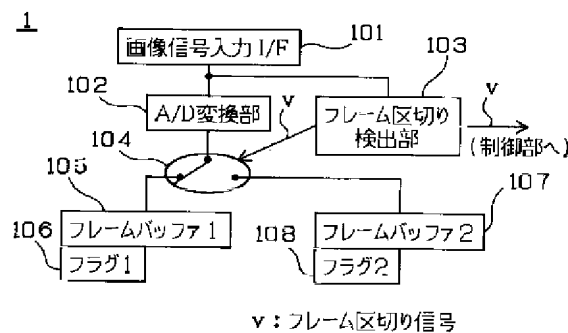 1
画像信号入力I/F
101
102
103
A/D変換部
v
フレーム区切り
検出部
v
(制御部へ)
104
105
106
フレームバッファ1
フラグ1
107
フレームバッファ2
108
フラグ2
v:フレーム区切り信号